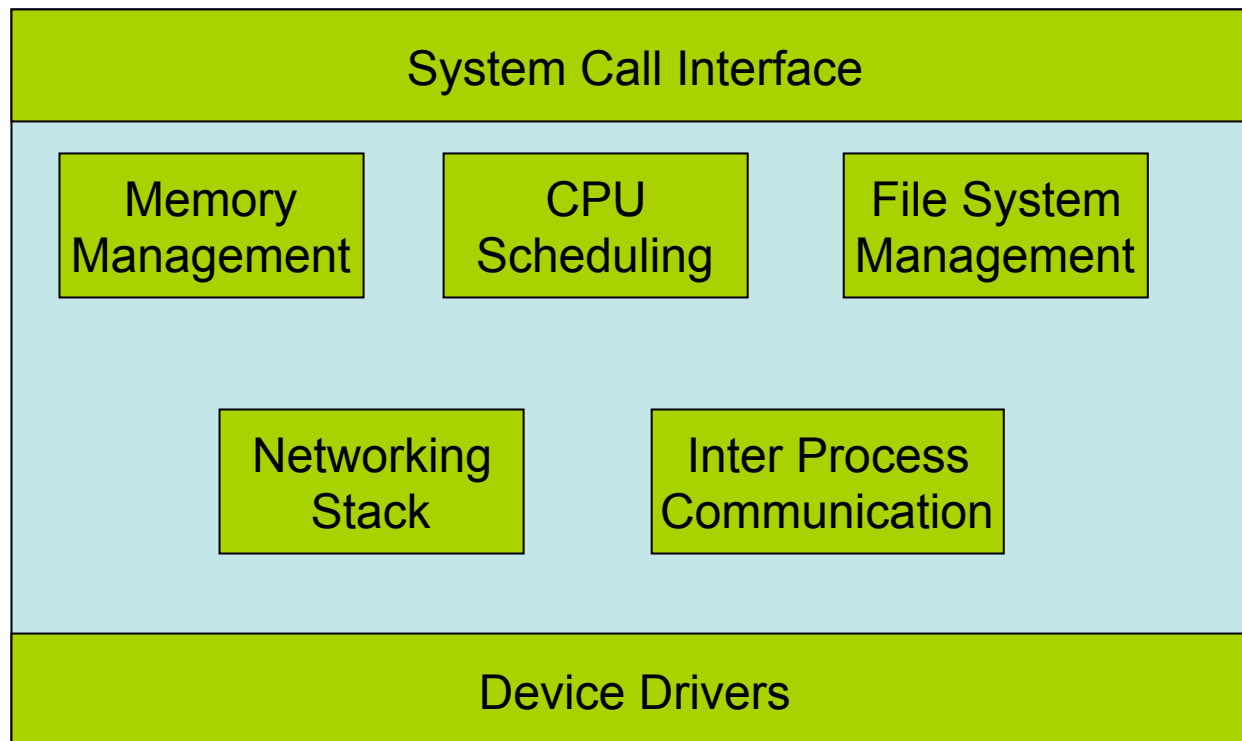 System Call Interface
Memory
Management
CPU
Scheduling
File System
Management
Networking
Stack
Inter Process
Communication
Device Drivers